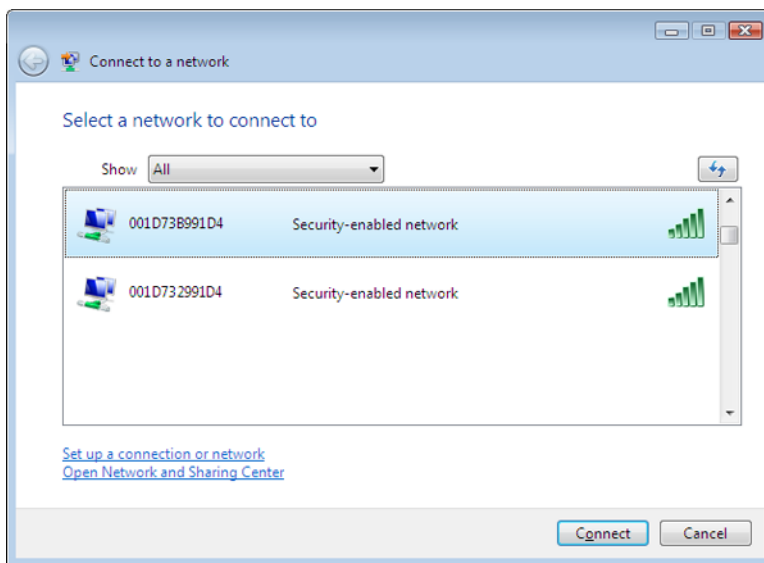 Connect to a network
Select a network to connect to
Show All
001D73B991D4 Security-enabled network
001D732991D4 Security-enabled network
Set up a connection or network
Open Network and Sharing Center
Connect Cancel